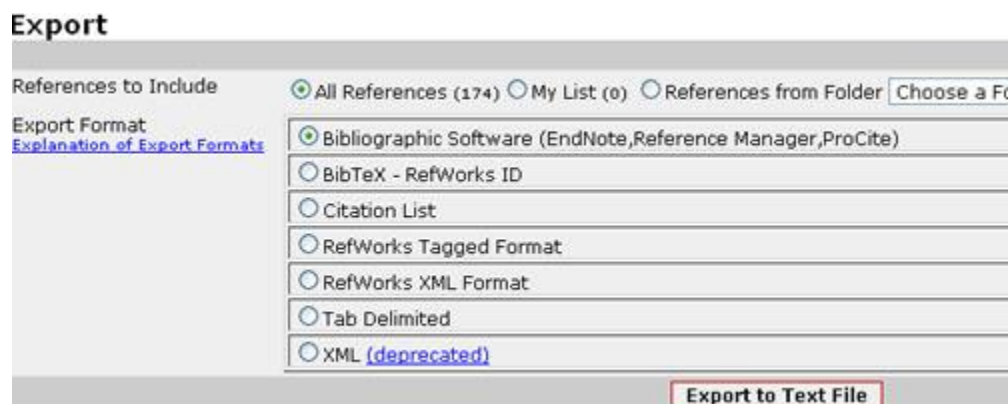 Export
References to Include All References (174) My List (0) References from Folder Choose a
Export Format Bibliographic Software (EndNote,Reference Manager,ProCite)
Explanation of Export Formats
BibTeX - RefWorks ID
Citation List
RefWorks Tagged Format
RefWorks XML Format
Tab Delimited
XML (deprecated)
Export to Text File